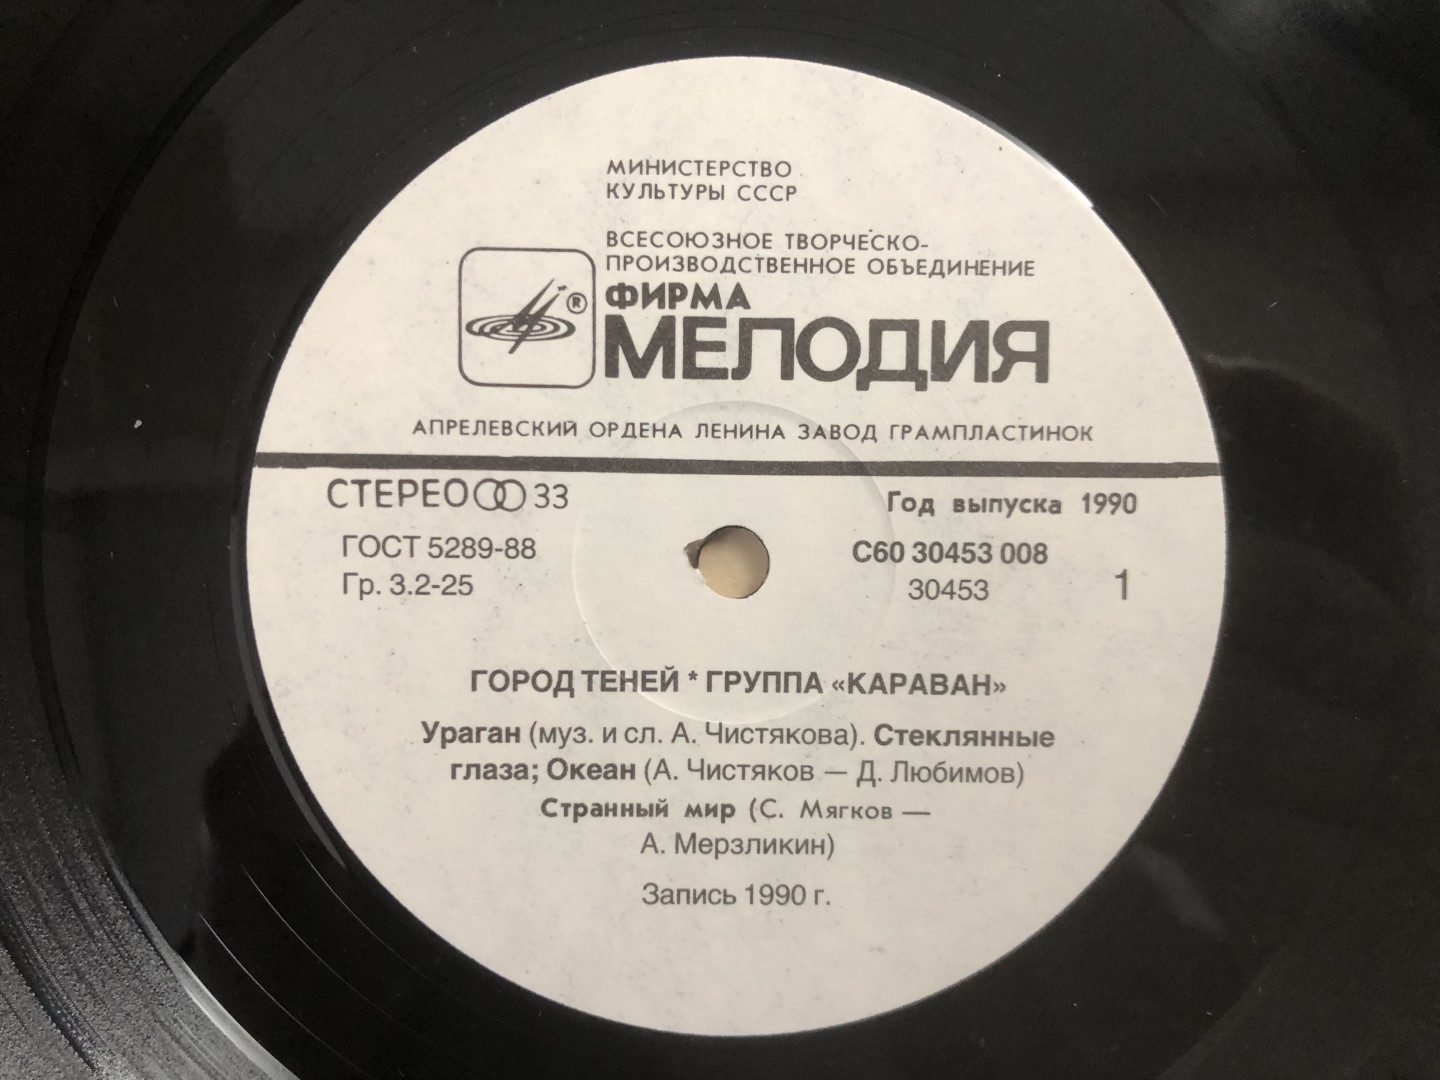 МИНИСТЕРСТВО
КУЛЬТУРЫ СССР
ВСЕСОЮЗНОЕ ТВОРЧЕСКО-
ПРОИЗВОДСТВЕННОЕ ОБЪЕДИНЕНИЕ
®
ФИРМА
МЕЛОДИЯ
АПРЕЛЕВСКИЙ ОРДЕНА ЛЕНИНА ЗАВОД ГРАМПЛАСТИНОК
СТЕРЕО 33
Год выпуска 1990
ГОСТ 5289-88
С60 30453 008
Гр. 3.2-25
30453
1
ГОРОД ТЕНЕЙ * ГРУППА «КАРАВАН»
Ураган (муз. и сл. А. Чистякова). Стеклянные
глаза; Океан (А. Чистяков — Д. Любимов)
Странный мир (С. Мягков —
А. Мерзликин)
Запись 1990 г.